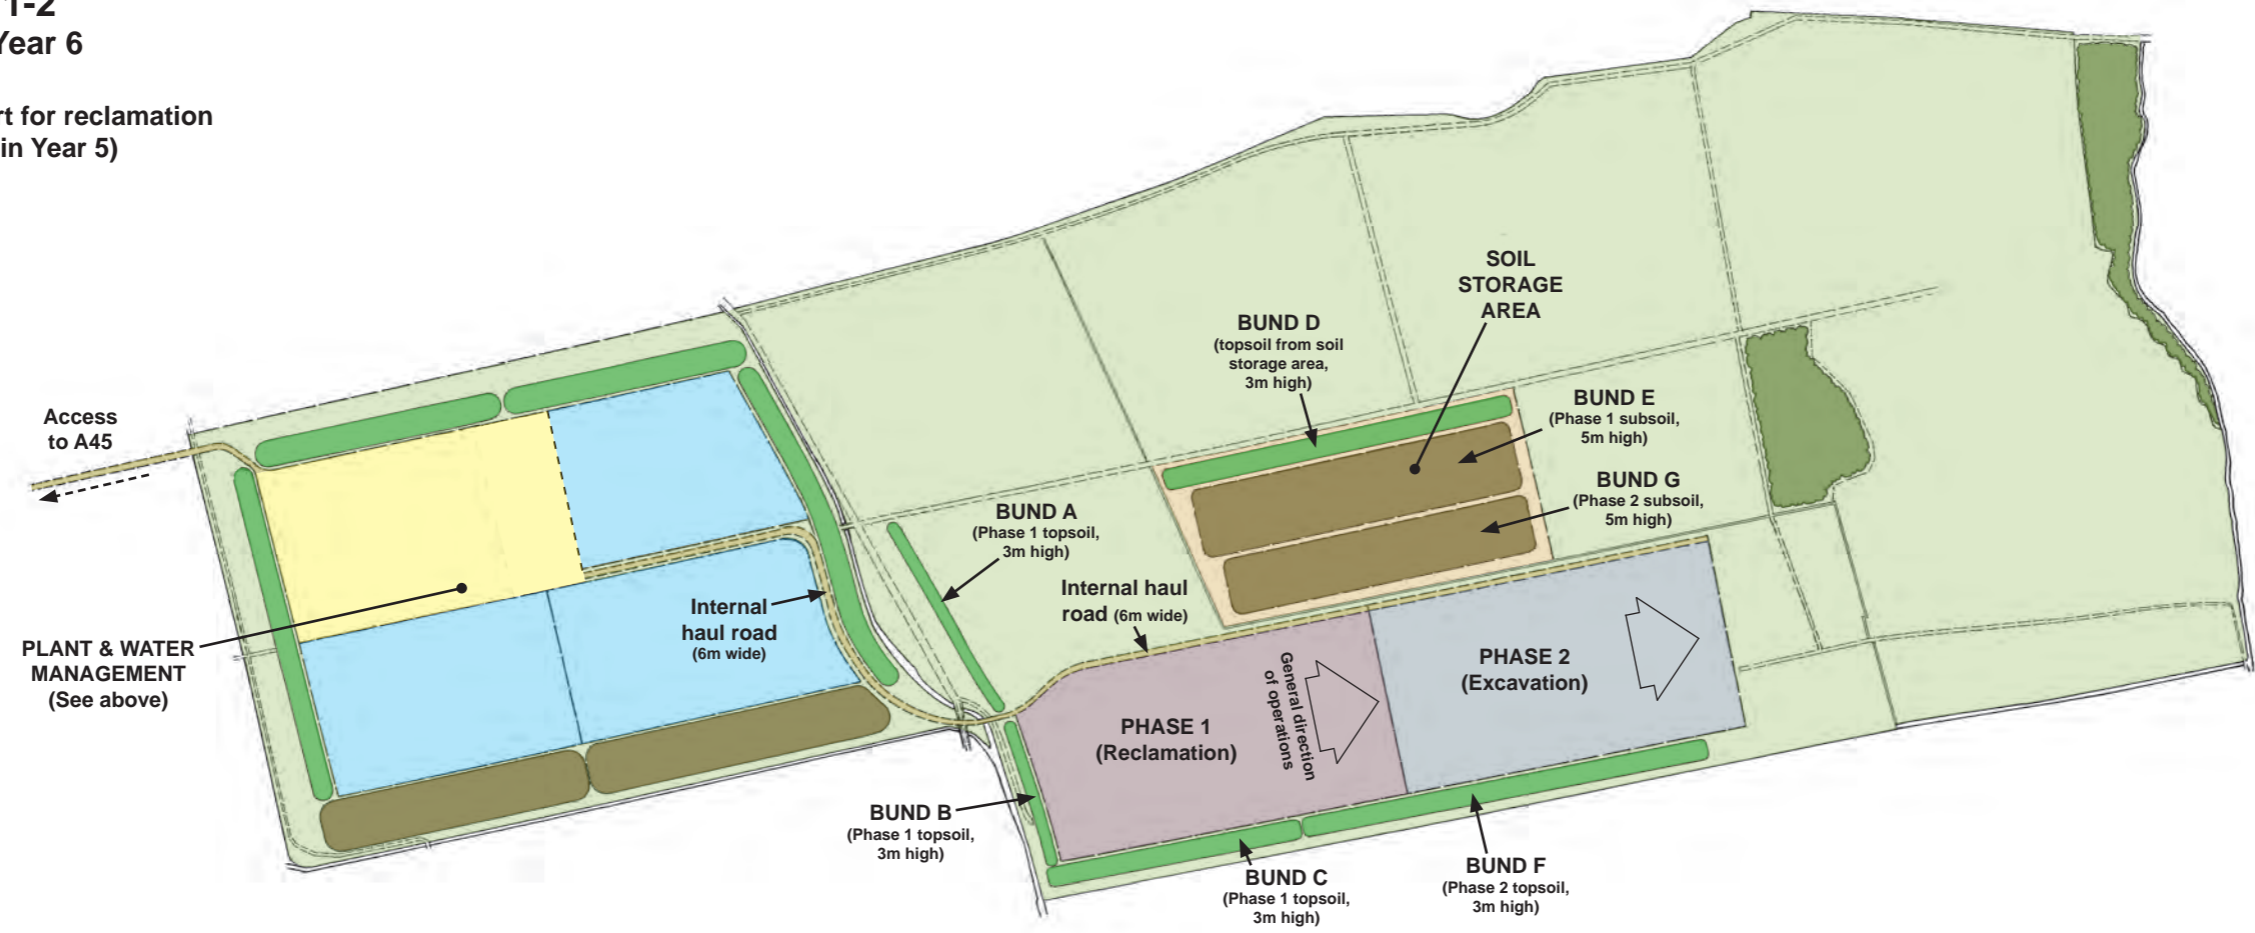 1-2
Year 6
rt for reclamation
in Year 5)
Access
to A45
PLANT & WATER
MANAGEMENT
(See above)
Internal
haul road
(6m wide)
BUND A
(Phase 1 topsoil,
3m high)
Internal haul
road (6m wide)
BUND D
(topsoil from soil
storage area,
3m high)
SOIL
STORAGE
AREA
BUND E
(Phase 1 subsoil,
5m high)
BUND G
(Phase 2 subsoil,
5m high)
PHASE 1
(Reclamation)
General direction
of operations
PHASE 2
(Excavation)
BUND B
(Phase 1 topsoil,
3m high)
BUND C
(Phase 1 topsoil,
3m high)
BUND F
(Phase 2 topsoil,
3m high)